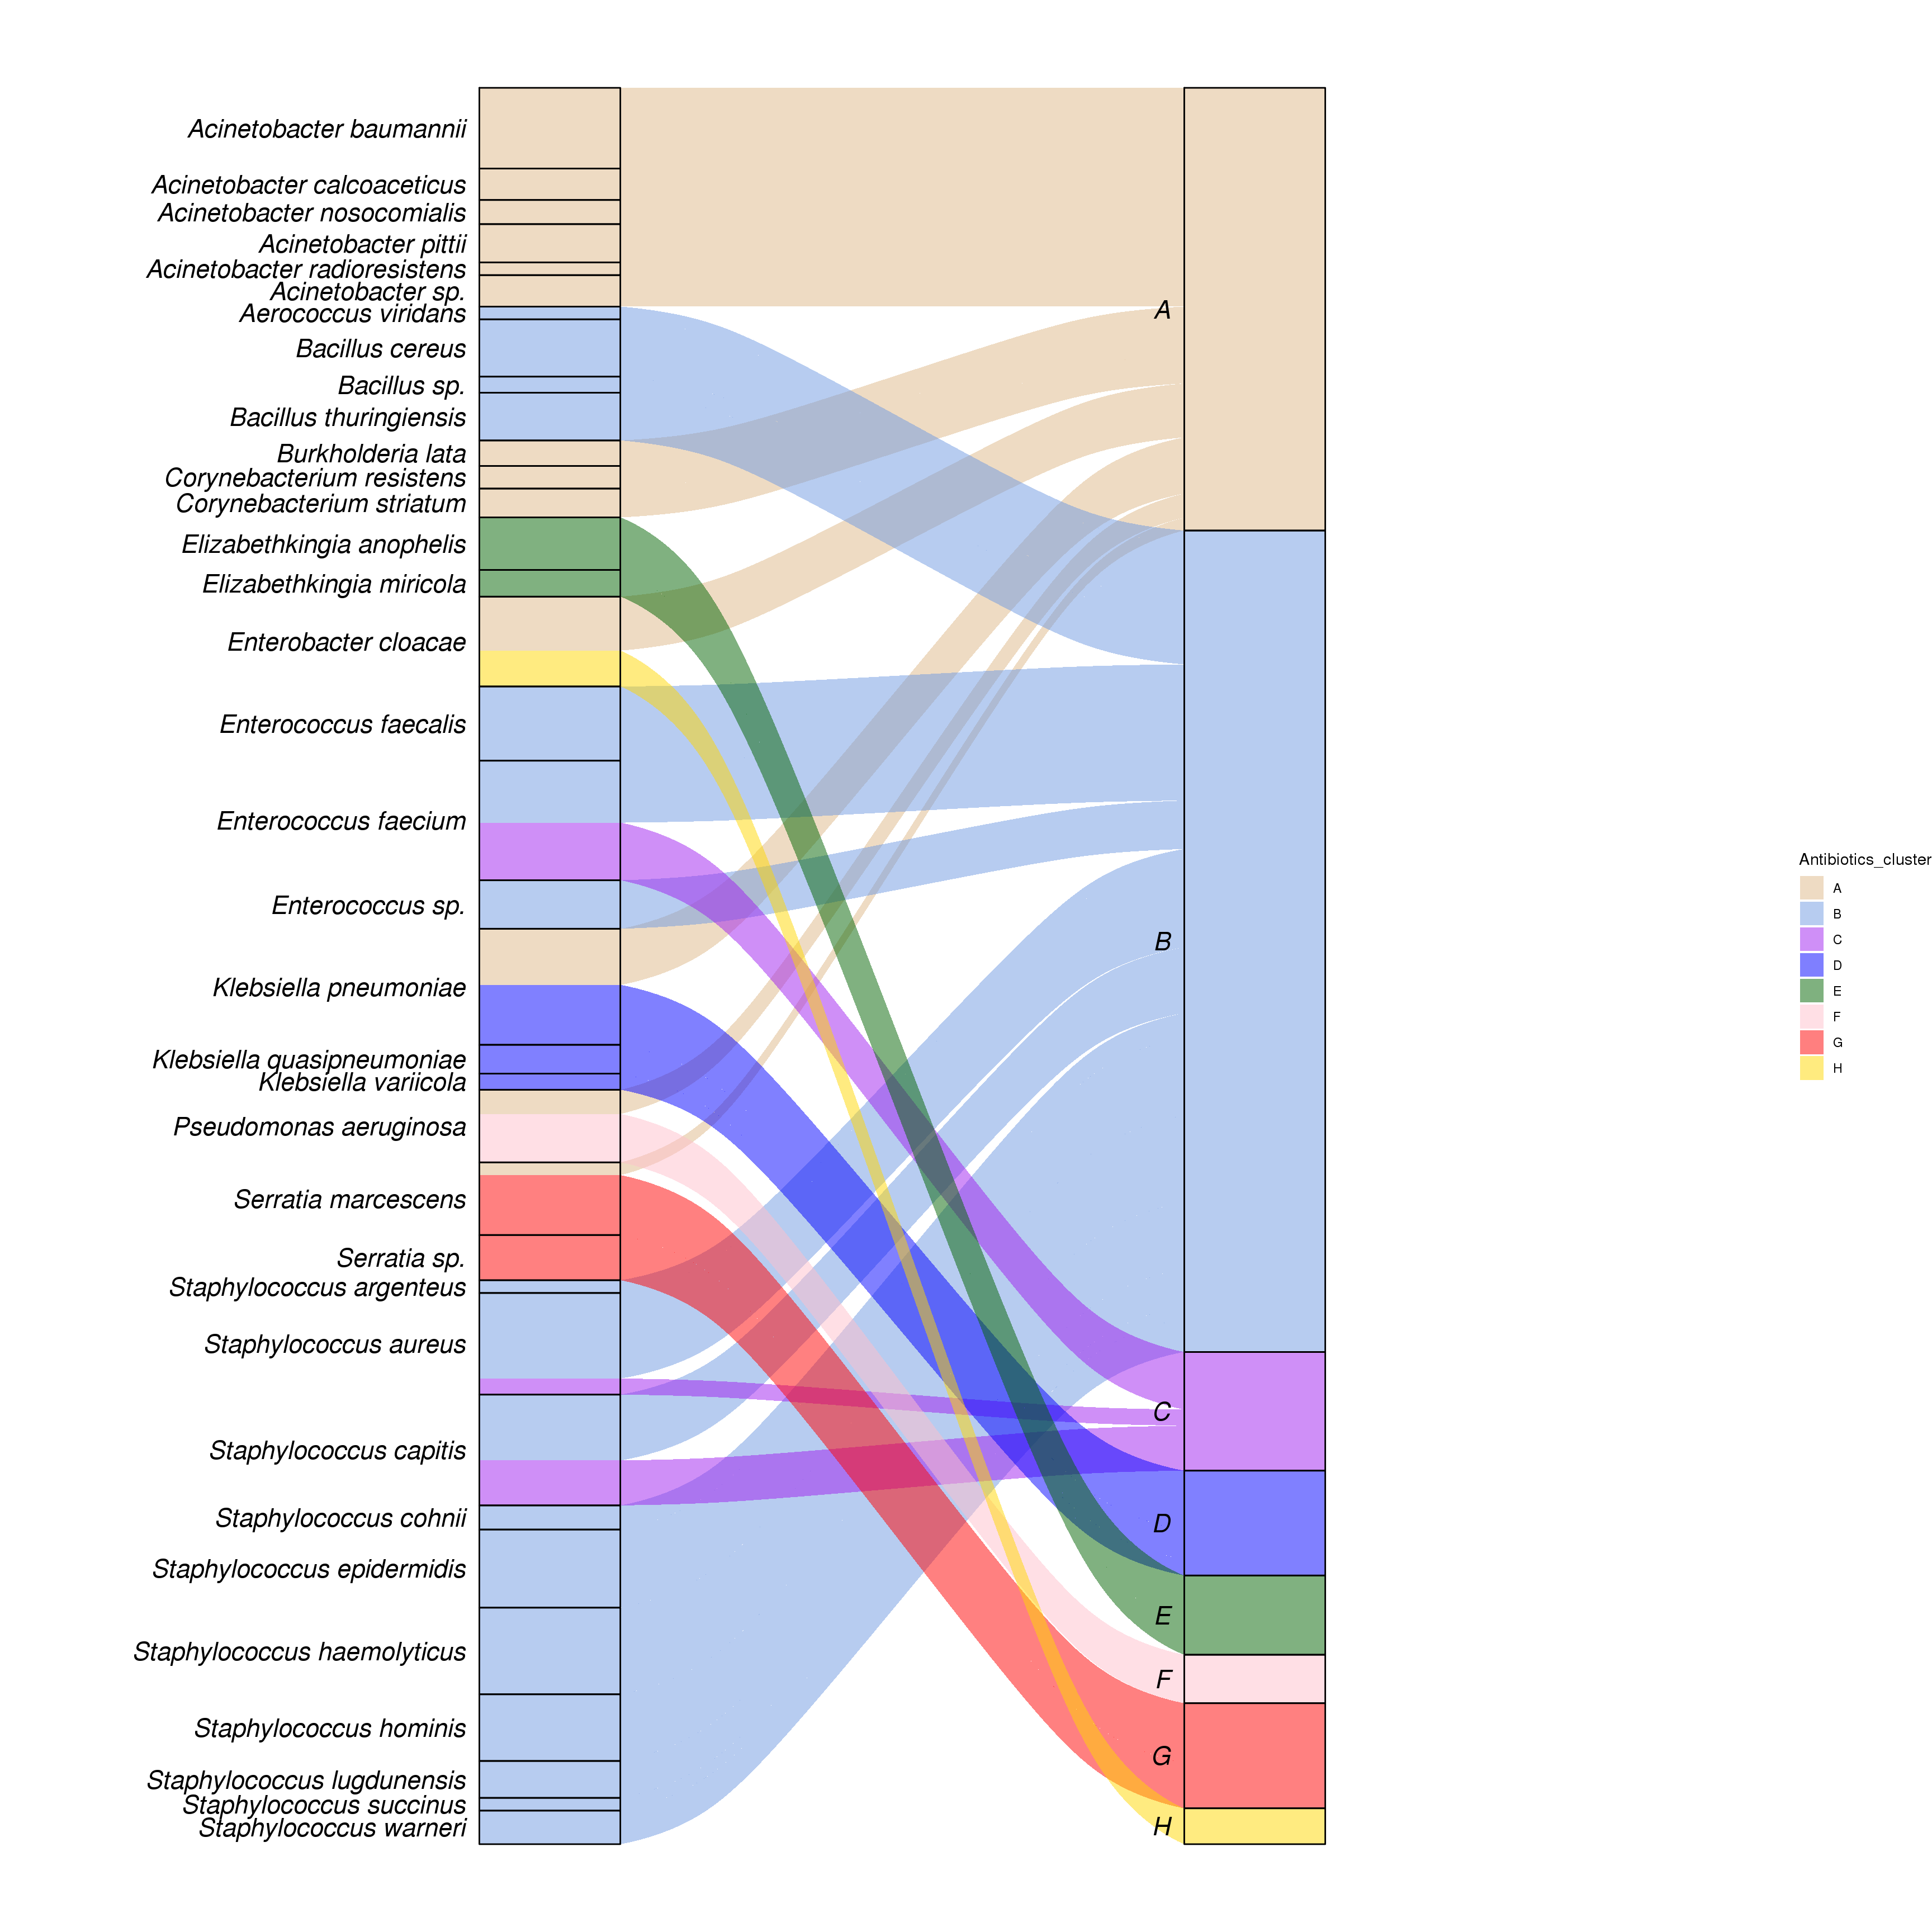 Acinetobacter baumannii
Acinetobacter calcoaceticus
Acinetobacter nosocomialis
Acinetobacter pittii
Acinetobacter radioresistens
Acinetobacter sp.
Aerococcus viridans
Bacillus cereus
Bacillus sp.
Bacillus thuringiensis
Burkholderia lata
Corynebacterium resistens
Corynebacterium striatum
Elizabethkingia anophelis
Elizabethkingia miricola
Enterobacter cloacae
Enterococcus faecalis
Enterococcus faecium
Enterococcus sp.
Klebsiella pneumoniae
Klebsiella quasipneumoniae
Klebsiella variicola
Pseudomonas aeruginosa
Serratia marcescens
Serratia sp.
Staphylococcus argenteus
Staphylococcus aureus
Staphylococcus capitis
Staphylococcus cohnii
Staphylococcus epidermidis
Staphylococcus haemolyticus
Staphylococcus hominis
Staphylococcus lugdunensis
Staphylococcus succinus
Staphylococcus warneri
A
B
C
D
E
F
G
H
Antibiotics_cluster
A
B
C
D
E
F
G
H